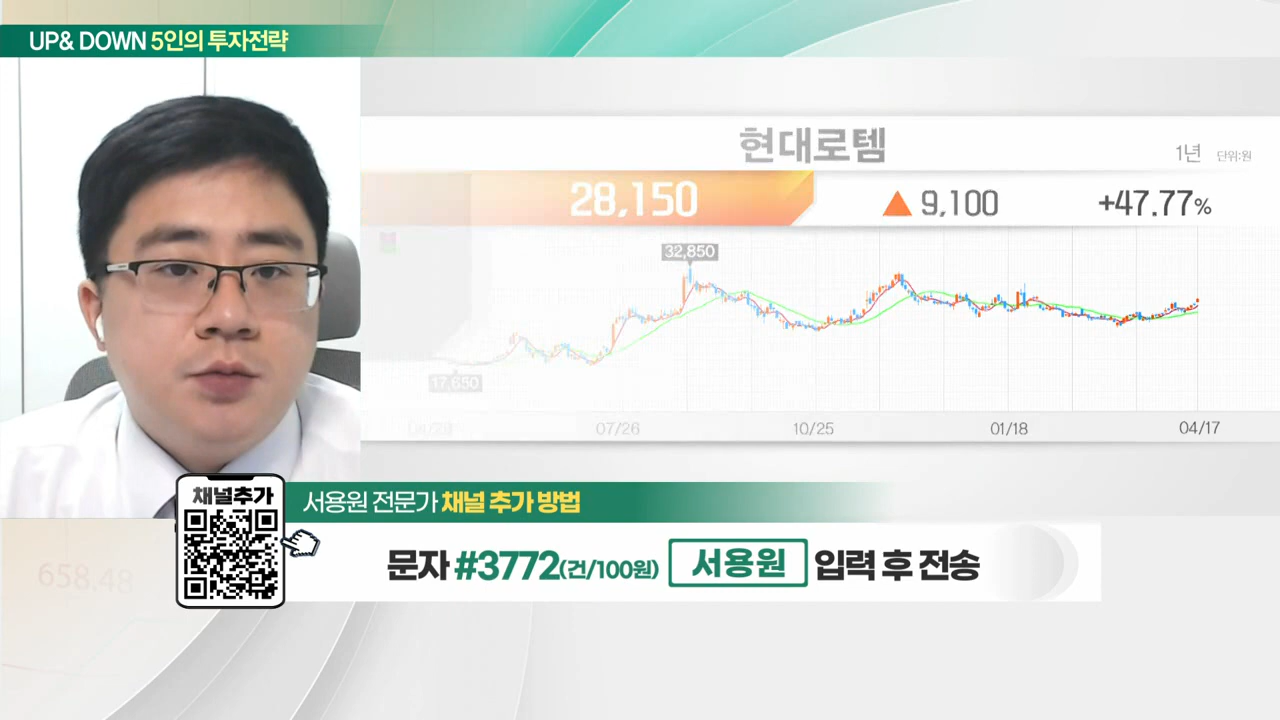 UP& DOWN 5인의 투자전략
현대로템
1년 단위:원
28,150 ▲ 9,100 +47.77%
32,850
17,650
07/26 10/25 01/18 04/17
채널추가
서용원 전문가 채널 추가 방법
문자 #3772(건/100원) 서용원 입력 후 전송
658.48